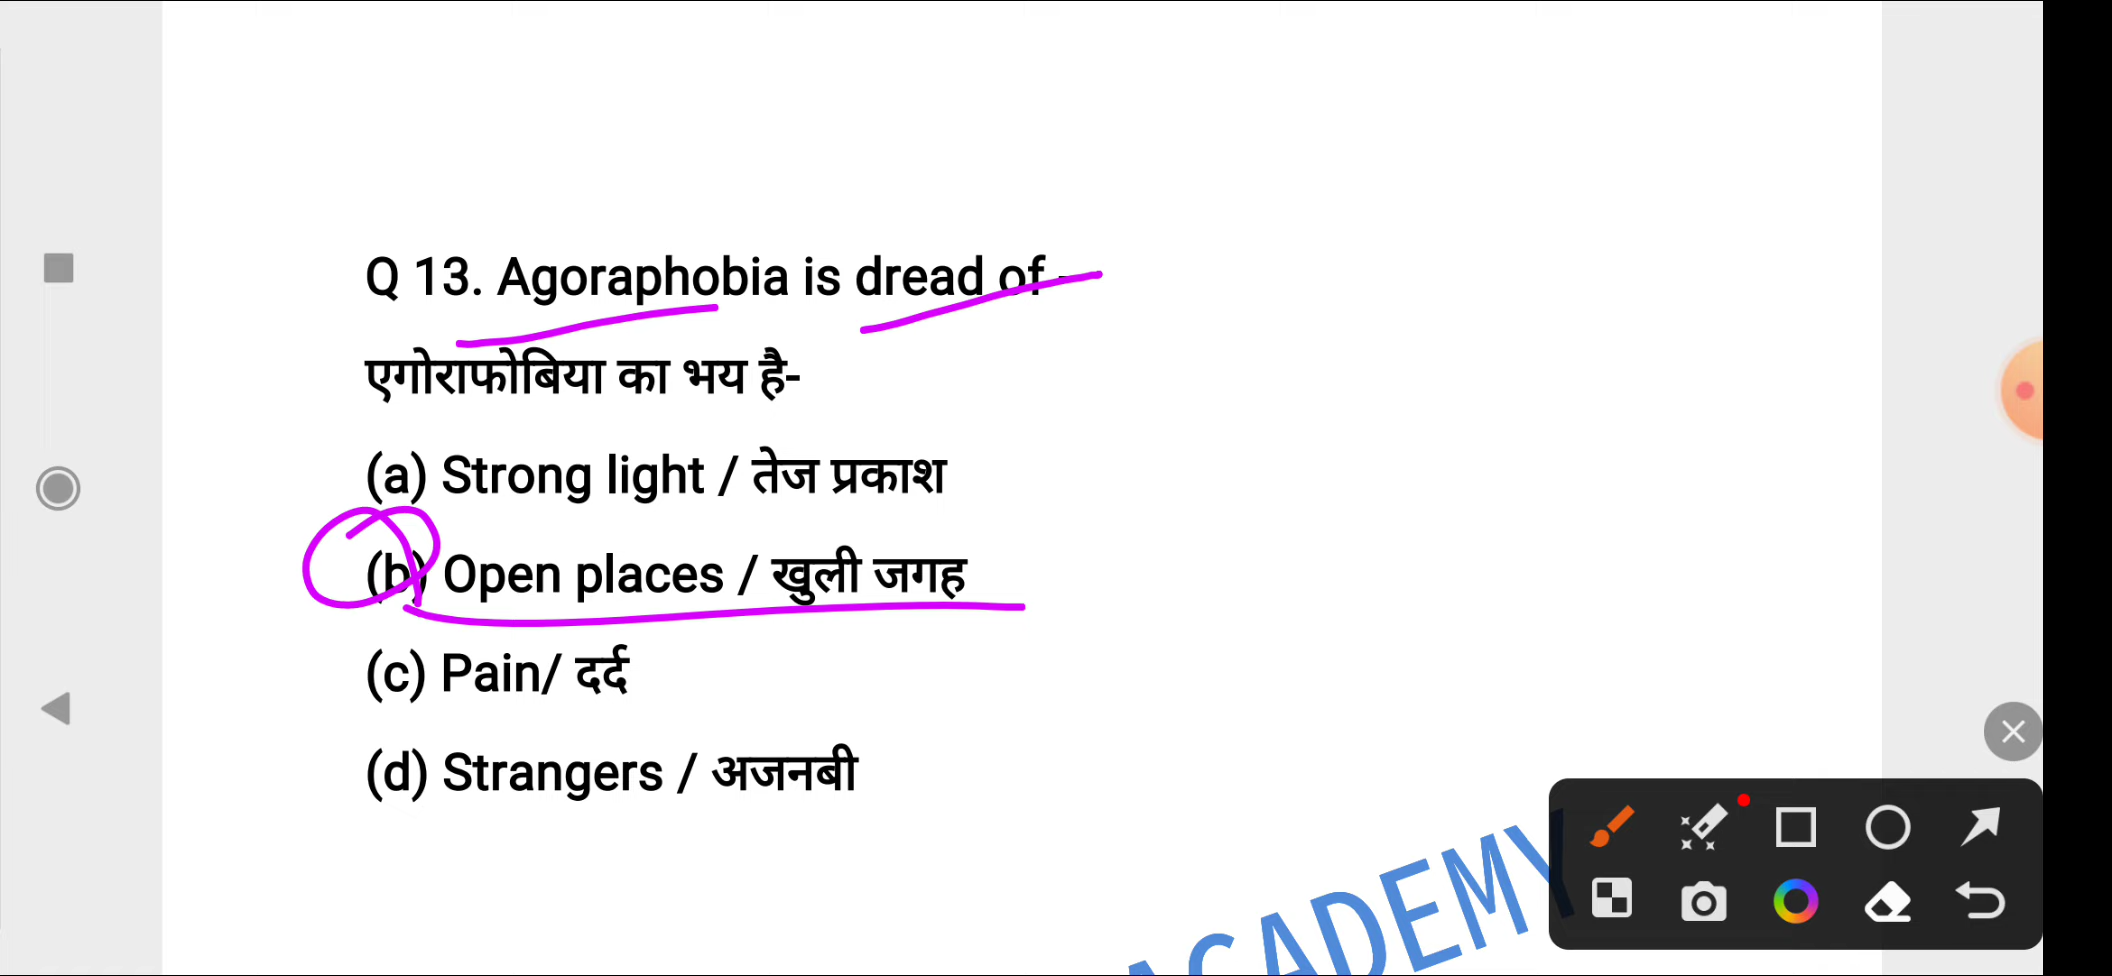 Q 13. Agoraphobia is dread of -
एगोराफोबिया का भय है-
(a) Strong light / तेज प्रकाश
(b) Open places / खुली जगह
(c) Pain/ दर्द
(d) Strangers / अजनबी
ACADEMY